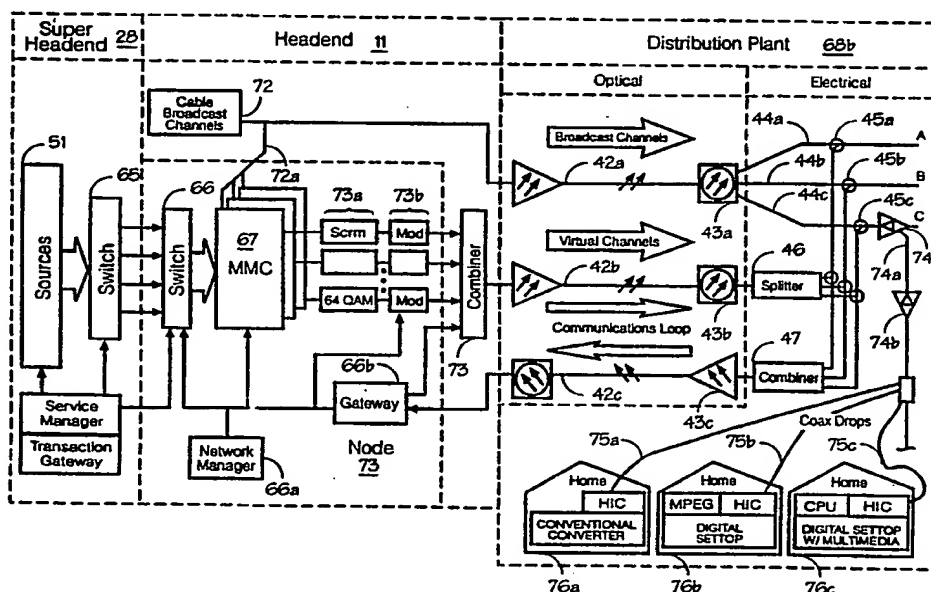 Super Headend 28
Headend 11
Distribution Plant 68b
Optical
Electrical
72
Cable Broadcast Channels
51
Sources
65
Switch
66
Switch
72a
67
MMC
73a
73b
Scrm
Mod
64 QAM
Mod
Combiner
73
Broadcast Channels
42a
43a
44a
44b
44c
45a
45b
45c
A
B
C
74
74a
74b
Virtual Channels
42b
43b
46
Splitter
Communications Loop
42c
43c
47
Combiner
66b
Gateway
Node 73
Network Manager
66a
Service Manager
Transaction Gateway
Coax Drops
75a
75b
75c
Home
HIC
CONVENTIONAL CONVERTER
76a
Home
MPEG
HIC
DIGITAL SETTOP
76b
Home
CPU
HIC
DIGITAL SETTOP W/ MULTIMEDIA
76c